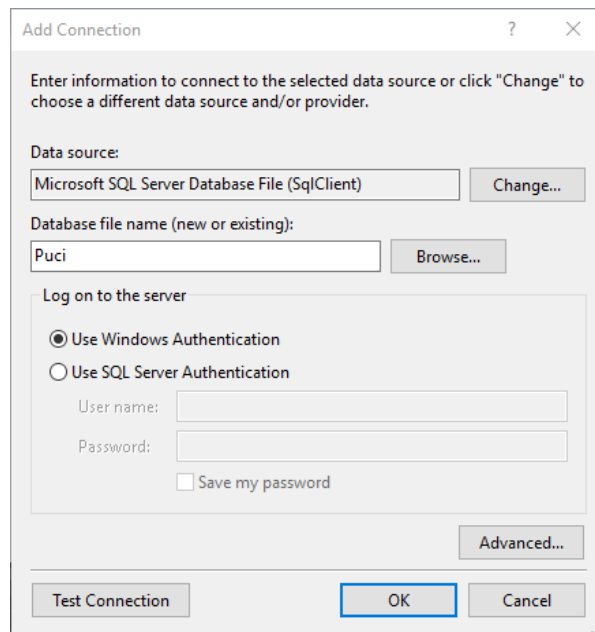 Add Connection
?
Enter information to connect to the selected data source or click "Change" to
choose a different data source and/or provider.
Data source:
Microsoft SQL Server Database File (SqlClient)
Change...
Database file name (new or existing):
Puci
Browse...
Log on to the server
Use Windows Authentication
Use SQL Server Authentication
User name:
Password:
Save my password
Advanced...
Test Connection
OK
Cancel